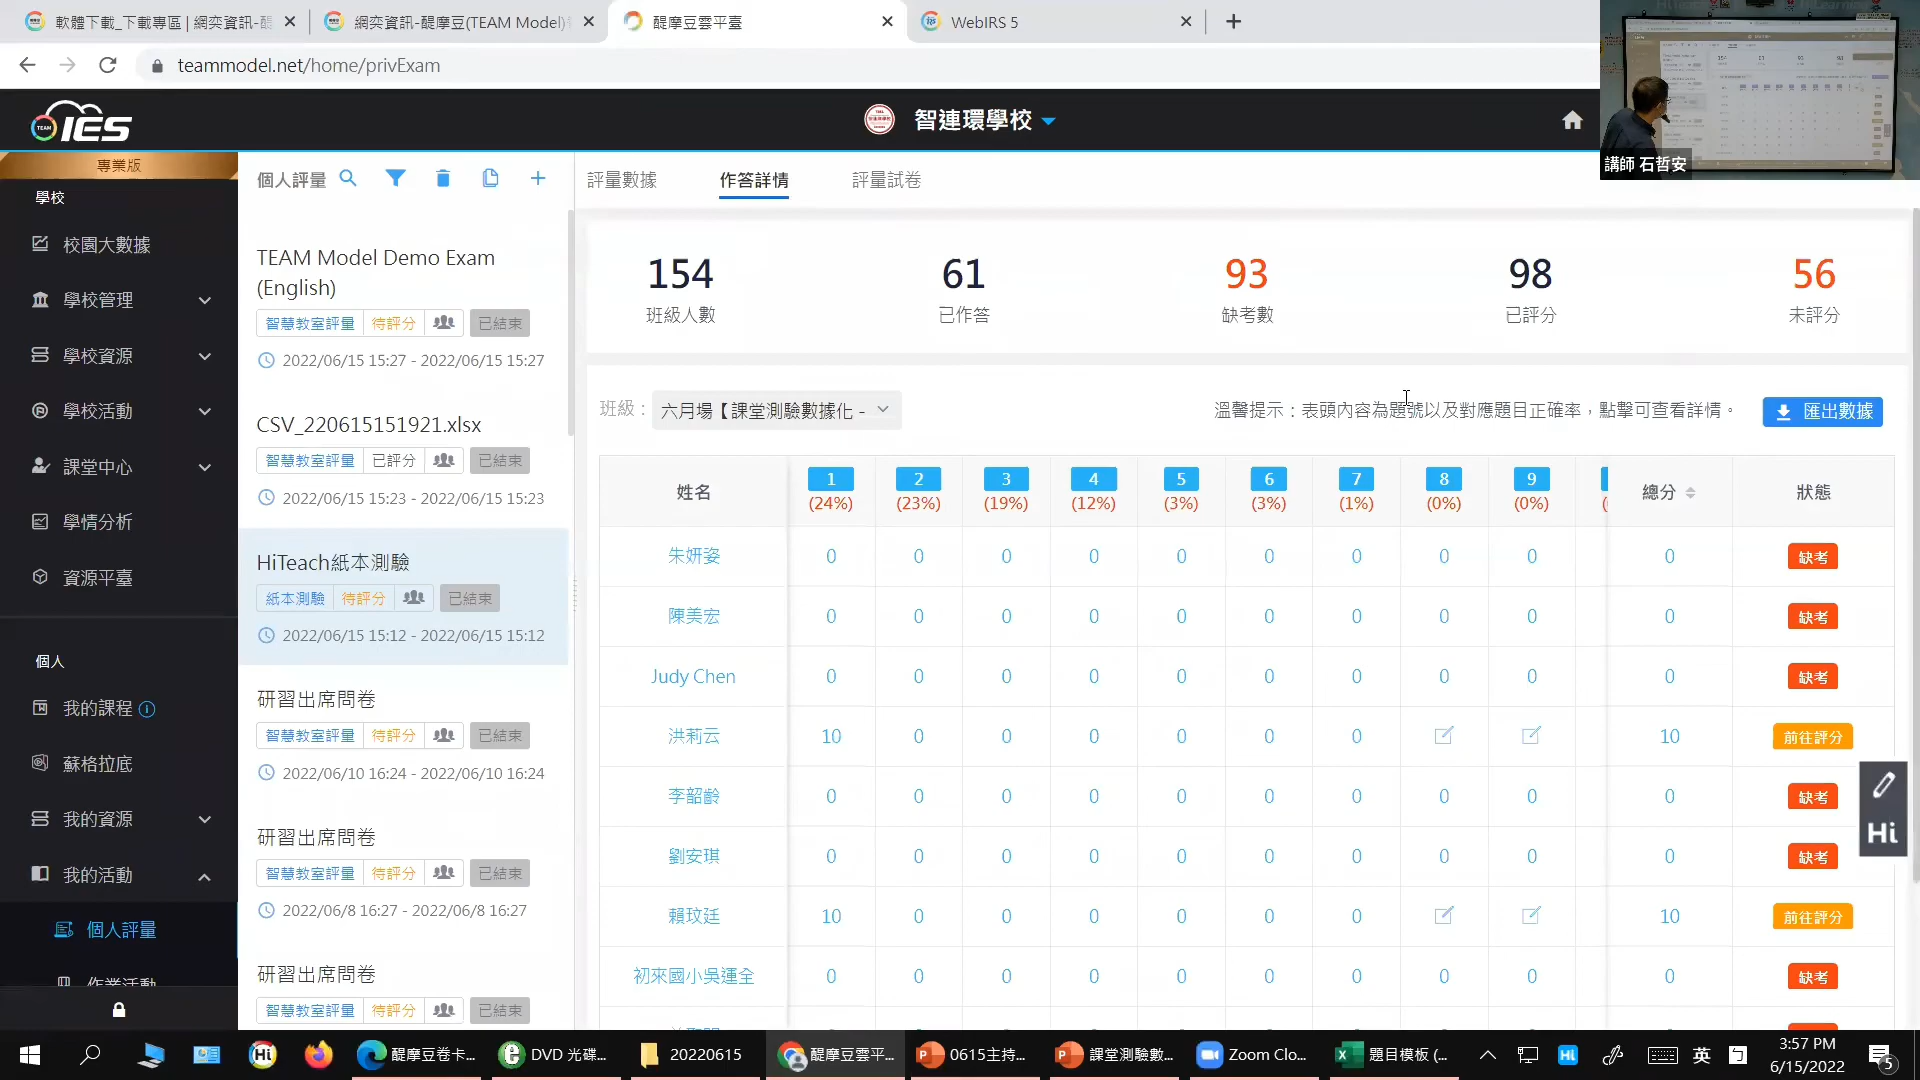 軟體下載_下載專區 | 網奕資訊-醍
網奕資訊-醍摩豆(TEAM Model)
醍摩豆雲平臺
WebIRS 5
teammodel.net/home/privExam
TEAM IES
智連環學校
講師 石哲安
專業版
學校
校園大數據
學校管理
學校資源
學校活動
課堂中心
學情分析
資源平臺
個人
我的課程
蘇格拉底
我的資源
我的活動
個人評量
作業活動
個人評量
TEAM Model Demo Exam
(English)
智慧教室評量 待評分 已結束
2022/06/15 15:27 - 2022/06/15 15:27
CSV_220615151921.xlsx
智慧教室評量 已評分 已結束
2022/06/15 15:23 - 2022/06/15 15:23
HiTeach紙本測驗
紙本測驗 待評分 已結束
2022/06/15 15:12 - 2022/06/15 15:12
研習出席問卷
智慧教室評量 待評分 已結束
2022/06/10 16:24 - 2022/06/10 16:24
研習出席問卷
智慧教室評量 待評分 已結束
2022/06/8 16:27 - 2022/06/8 16:27
研習出席問卷
智慧教室評量 待評分 已結束
評量數據 作答詳情 評量試卷
154 61 93 98 56
班級人數 已作答 缺考數 已評分 未評分
班級： 六月場【課堂測驗數據化 - 溫馨提示：表頭內容為題號以及對應題目正確率，點擊可查看詳情。 匯出數據
姓名 1 2 3 4 5 6 7 8 9 總分 狀態
(24%) (23%) (19%) (12%) (3%) (3%) (1%) (0%) (0%)
朱妍姿 0 0 0 0 0 0 0 0 0 0 缺考
陳美宏 0 0 0 0 0 0 0 0 0 0 缺考
Judy Chen 0 0 0 0 0 0 0 0 0 0 缺考
洪莉云 10 0 0 0 0 0 0 10 前往評分
李韶齡 0 0 0 0 0 0 0 0 0 0 缺考
劉安琪 0 0 0 0 0 0 0 0 0 0 缺考
賴玟廷 10 0 0 0 0 0 0 10 前往評分
初來國小吳運全 0 0 0 0 0 0 0 0 0 0 缺考
Hi
醍摩豆卷卡...
DVD 光碟...
20220615
醍摩豆雲平...
0615主持...
課堂測驗數...
Zoom Clo...
題目模板 (...
英
3:57 PM
6/15/2022
5